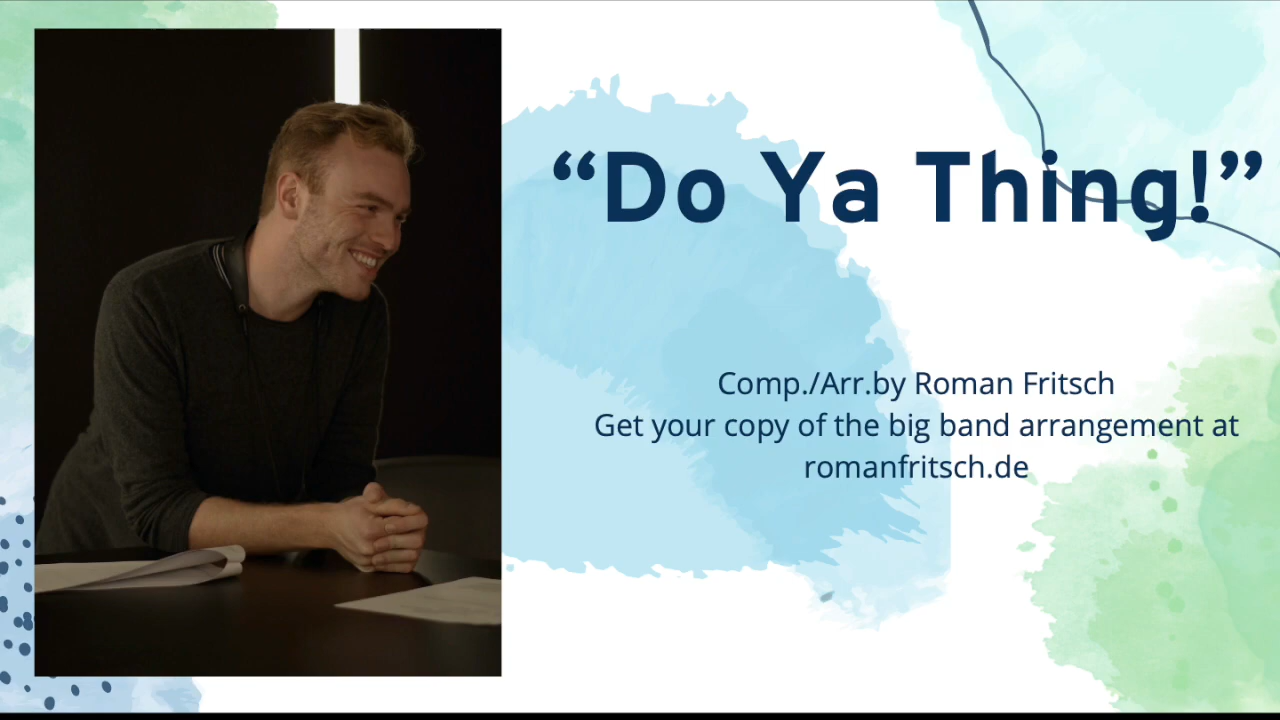 “Do Ya Thing!”
Comp./Arr.by Roman Fritsch
Get your copy of the big band arrangement at
romanfritsch.de